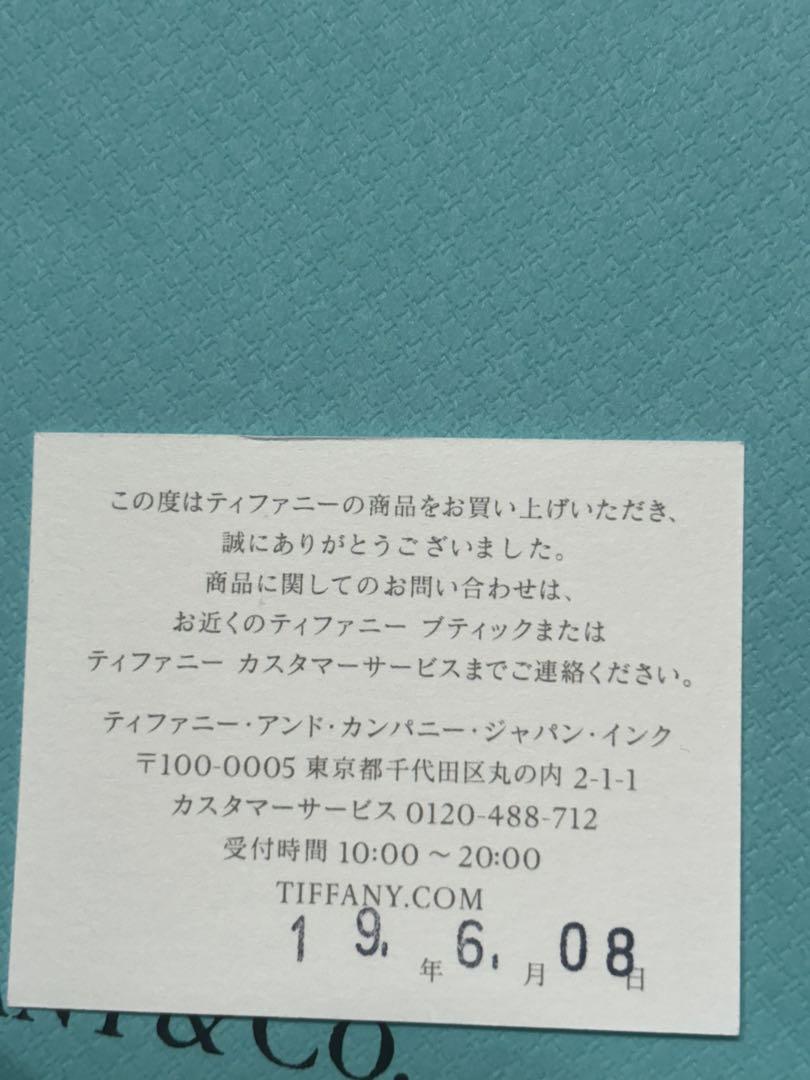 この度はティファニーの商品をお買い上げいただき、
誠にありがとうございました。
商品に関してのお問い合わせは、
お近くのティファニー ブティックまたは
ティファニー カスタマーサービスまでご連絡ください。
ティファニー・アンド・カンパニー・ジャパン・インク
〒100-0005 東京都千代田区丸の内 2-1-1
カスタマーサービス 0120-488-712
受付時間 10:00 ～ 20:00
TIFFANY.COM
19. 年 6. 月 08 日
& CO.